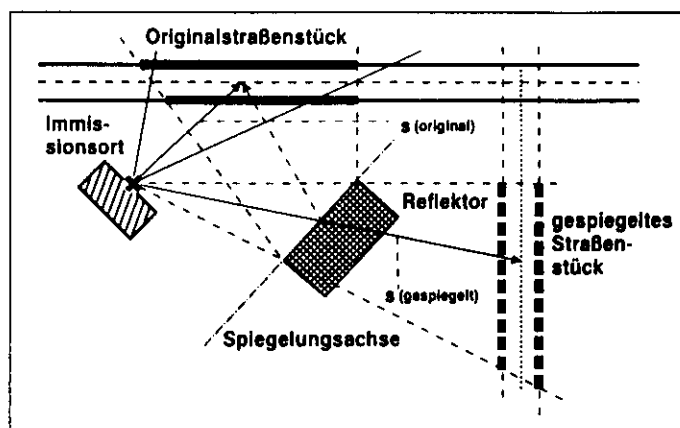 Originalstraßenstück
Immis-
sionsort
s (original)
Reflektor
gespiegeltes
Straßen-
stück
s (gespiegelt)
Spiegelungsachse